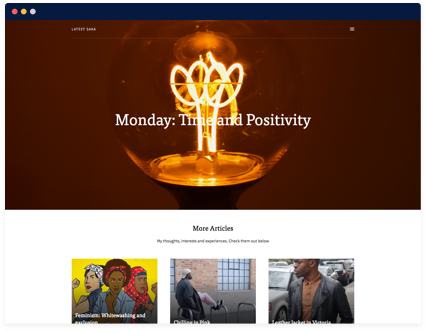 LATEEF SAKA
Monday: Time and Positivity
More Articles
My thoughts, interests and experiences. Check them out below
Feminism: Whitewashing and
exclusion
Chilling in Pink
Leather Jacket in Victoria